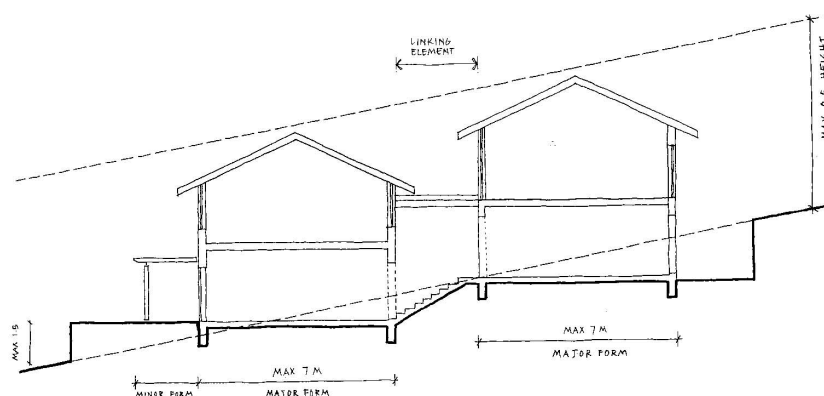 LINKING
ELEMENT
MAX 1.5
MAX 7 M
MINOR FORM
MAJOR FORM
MAX 7 M
MAJOR FORM